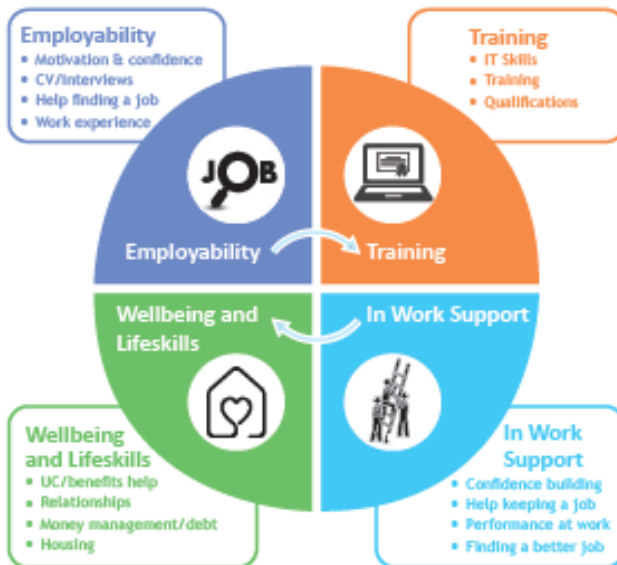 Employability
• Motivation & confidence
• CV/Interviews
• Help finding a job
• Work experience
Training
• IT Skills
• Training
• Qualifications
JOB
Employability
Training
Wellbeing and
Lifeskills
In Work Support
Wellbeing
and Lifeskills
• UC/benefits help
• Relationships
• Money management/debt
• Housing
In Work
Support
• Confidence building
• Help keeping a job
• Performance at work
• Finding a better job